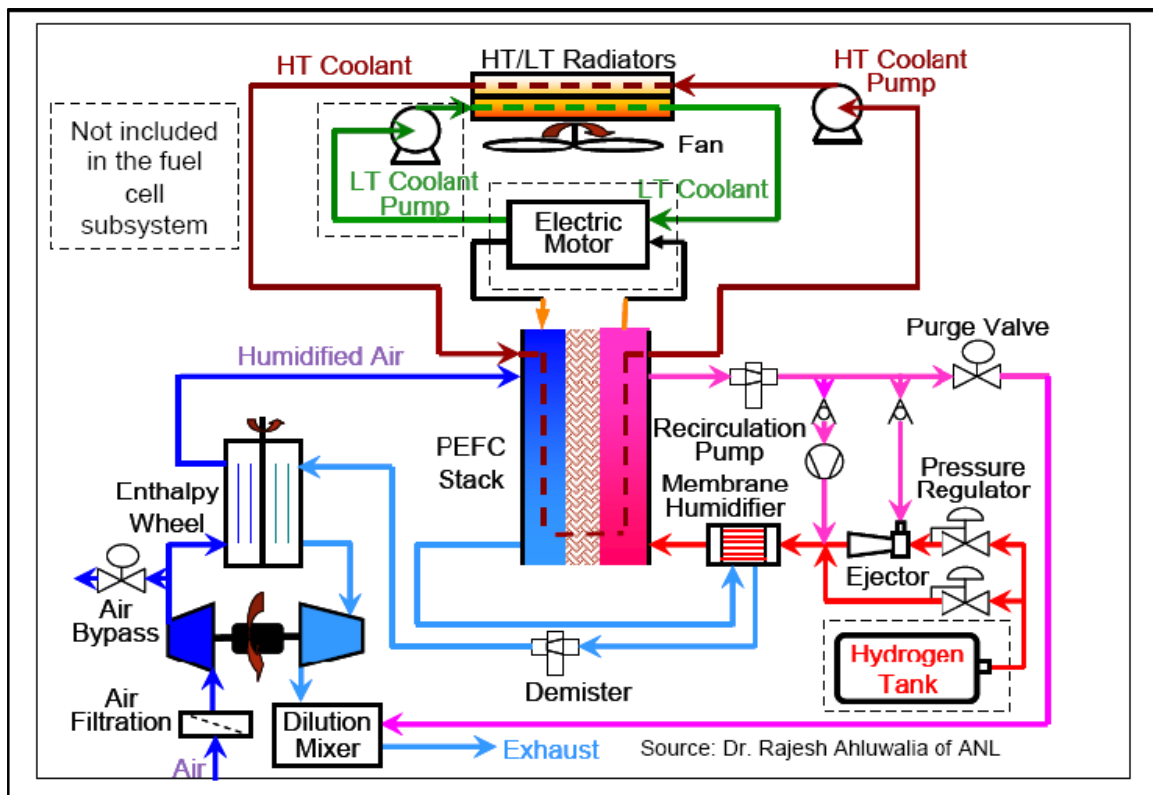 HT/LT Radiators
HT Coolant
HT Coolant
Pump
Not included
in the fuel
cell
subsystem
Fan
LT Coolant
Pump
LT Coolant
Electric
Motor
Purge Valve
Humidified Air
PEFC
Stack
Recirculation
Pump
Membrane
Humidifier
Pressure
Regulator
Enthalpy
Wheel
Ejector
Air
Bypass
Hydrogen
Tank
Demister
Air
Filtration
Dilution
Mixer
Exhaust
Source: Dr. Rajesh Ahluwalia of ANL
Air